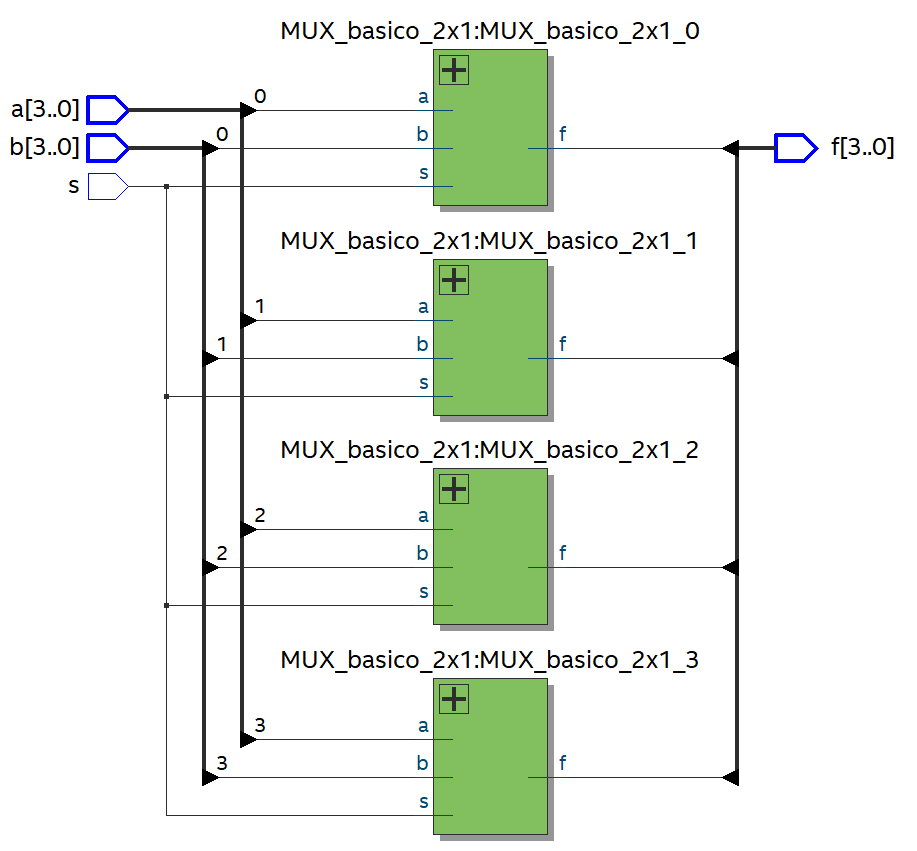 MUX_basico_2x1:MUX_basico_2x1_0
a[3..0] 0 a
b[3..0] 0 b f f[3..0]
s s
MUX_basico_2x1:MUX_basico_2x1_1
1 a
1 b f
s
MUX_basico_2x1:MUX_basico_2x1_2
2 a
2 b f
s
MUX_basico_2x1:MUX_basico_2x1_3
3 a
3 b f
s